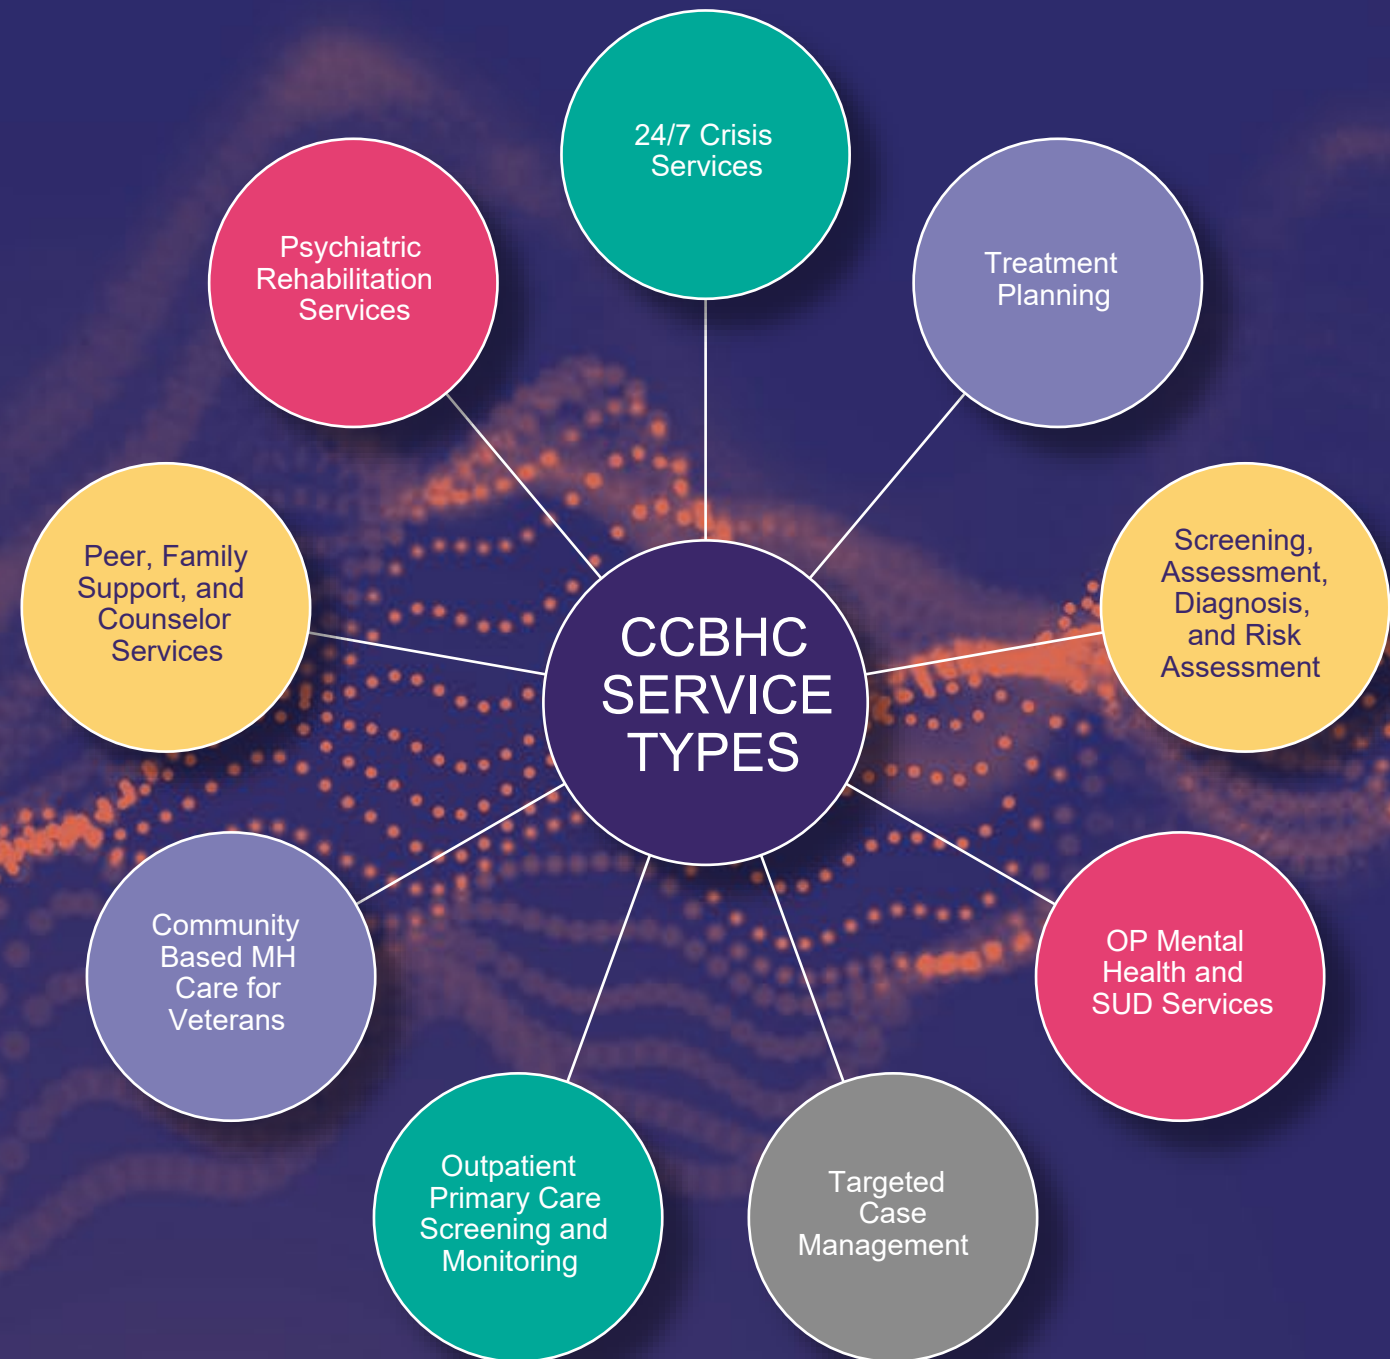 24/7 Crisis
Services
Treatment
Planning
Screening,
Assessment,
Diagnosis,
and Risk
Assessment
OP Mental
Health and
SUD Services
Targeted
Case
Management
Outpatient
Primary Care
Screening and
Monitoring
Community
Based MH
Care for
Veterans
Peer, Family
Support, and
Counselor
Services
Psychiatric
Rehabilitation
Services
CCBHC
SERVICE
TYPES